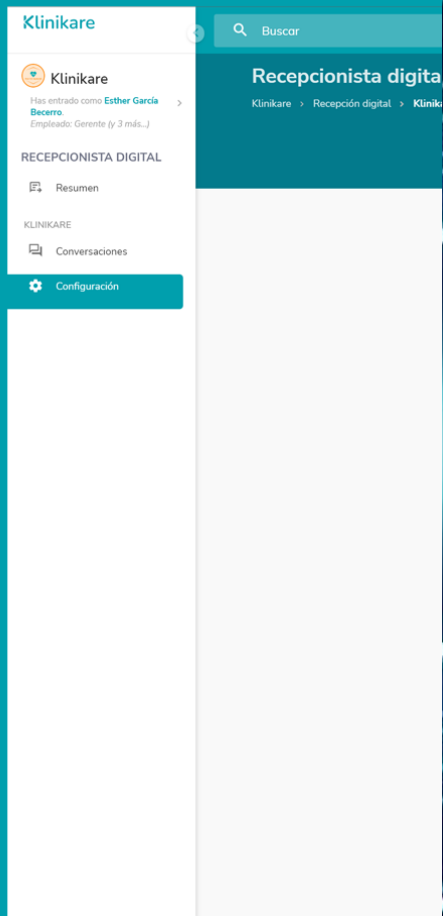 Klinikare
Buscar
Klinikare
Has entrado como Esther García
Becerro.
Empleado: Gerente (y 3 más...)
RECEPCIONISTA DIGITAL
Resumen
KLINIKARE
Conversaciones
Configuración
Recepcionista digita
Klinikare > Recepción digital > Klinik